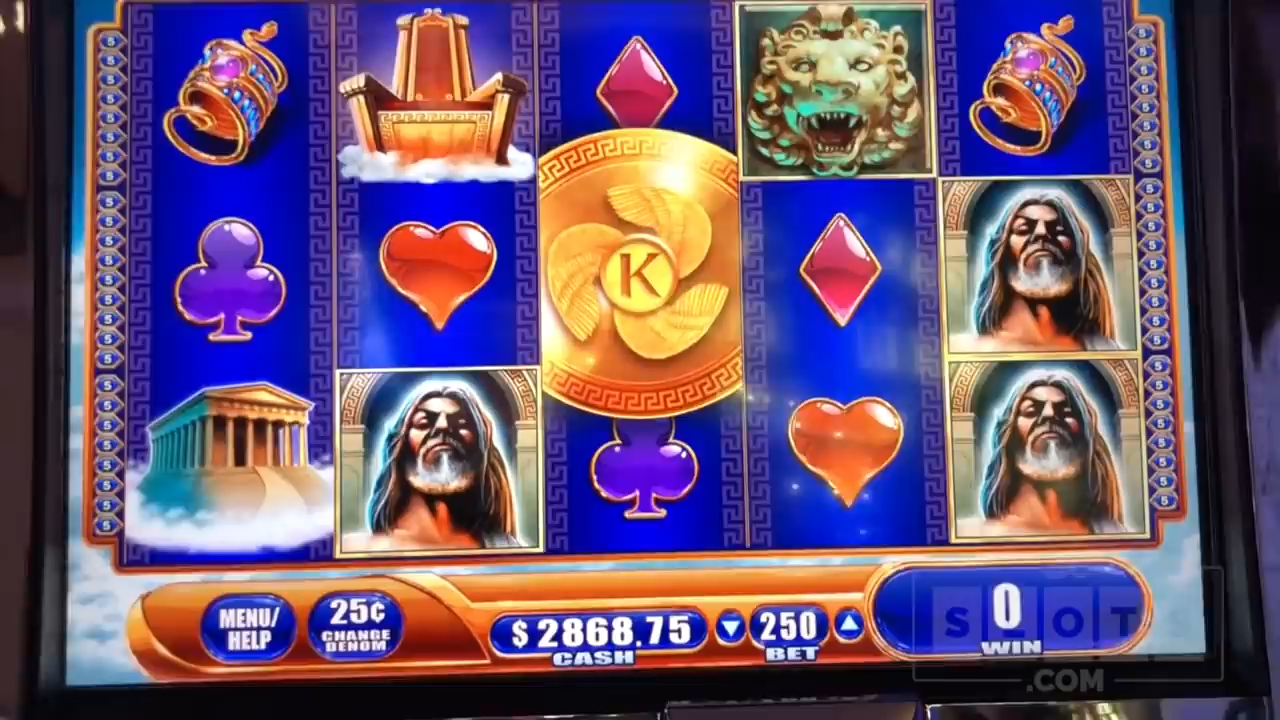 K
MENU/
HELP
25¢
CHANGE
DENOM
$ 2868.75
CASH
250
BET
0
WIN
SLOT
.COM